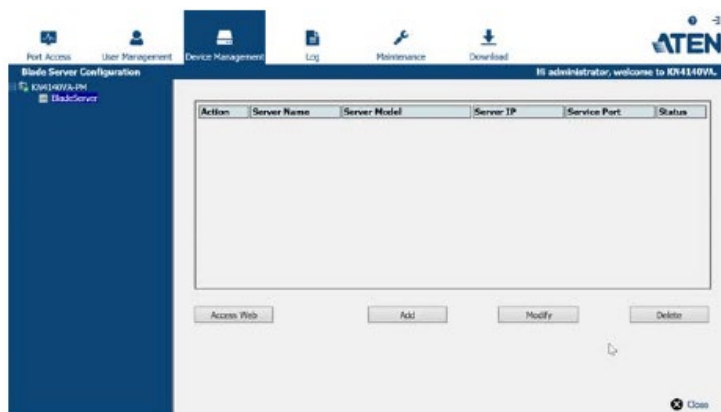 Port Access
User Management
Device Management
Log
Maintenance
Download
ATEN
Blade Server Configuration
Hi administrator, welcome to KN4140VA.
KN4140VA-PM
BladeServer
Action
Server Name
Server Model
Server IP
Service Port
Status
Access Web
Add
Modify
Delete
Close